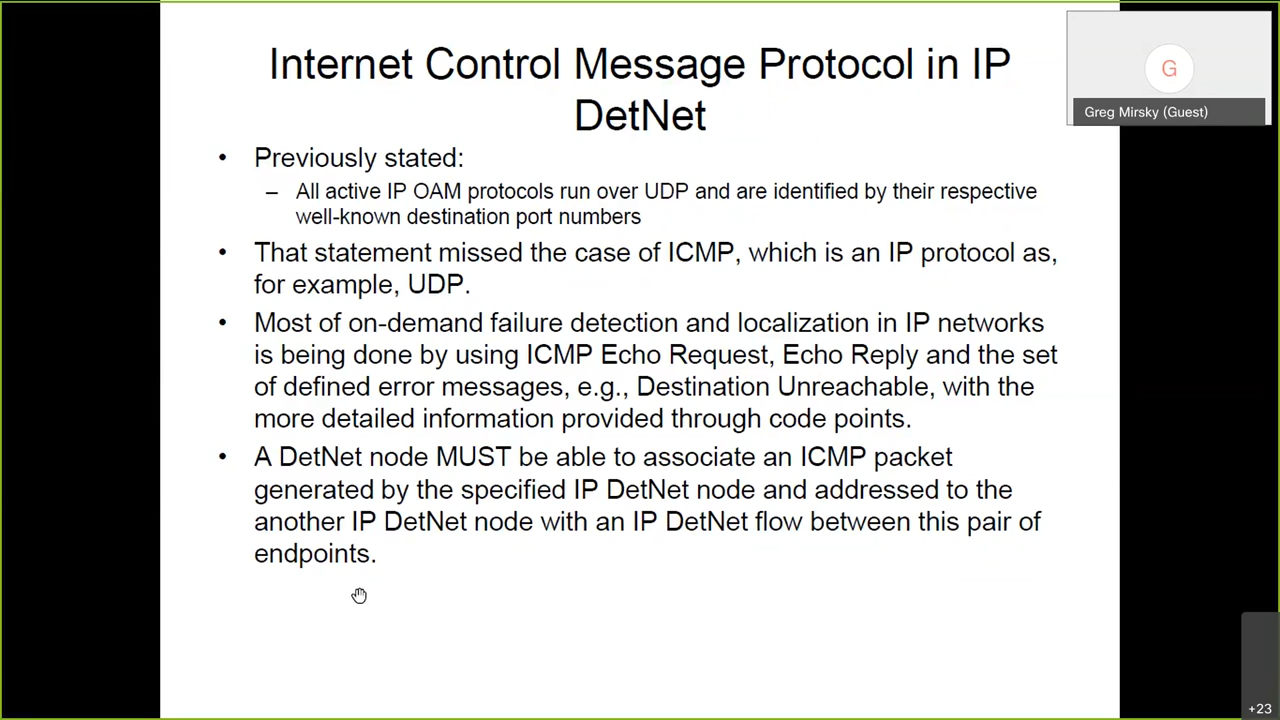 Internet Control Message Protocol in IP
DetNet
G
Greg Mirsky (Guest)
• Previously stated:
– All active IP OAM protocols run over UDP and are identified by their respective
well-known destination port numbers
• That statement missed the case of ICMP, which is an IP protocol as,
for example, UDP.
• Most of on-demand failure detection and localization in IP networks
is being done by using ICMP Echo Request, Echo Reply and the set
of defined error messages, e.g., Destination Unreachable, with the
more detailed information provided through code points.
• A DetNet node MUST be able to associate an ICMP packet
generated by the specified IP DetNet node and addressed to the
another IP DetNet node with an IP DetNet flow between this pair of
endpoints.
+23